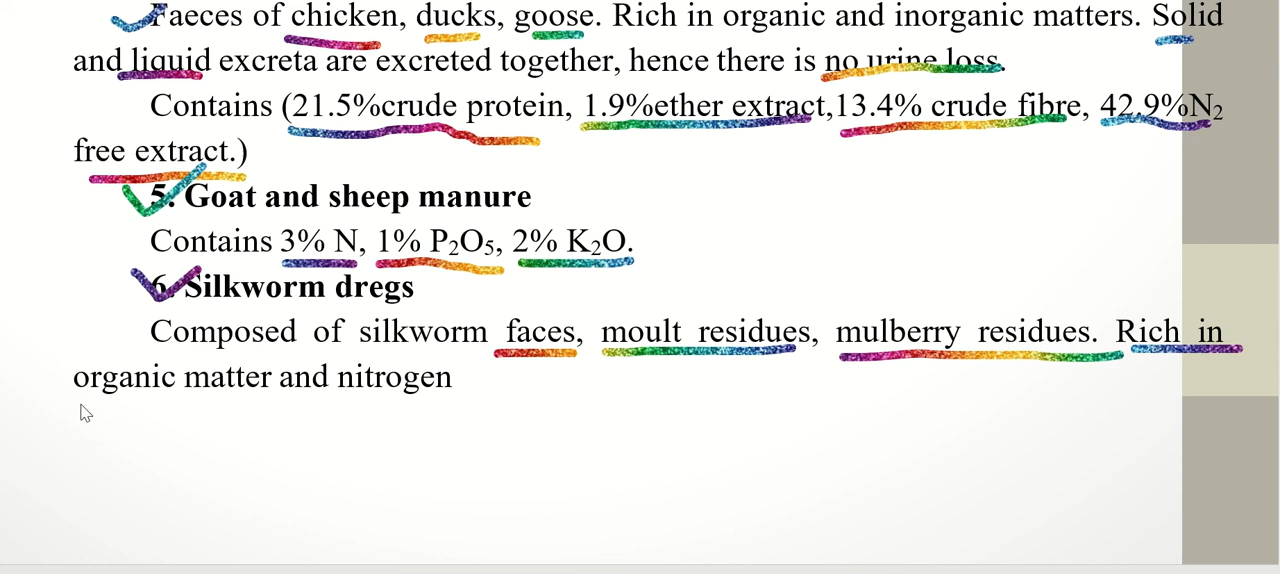 Faeces of chicken, ducks, goose. Rich in organic and inorganic matters. Solid
and liquid excreta are excreted together, hence there is no urine loss.
Contains (21.5%crude protein, 1.9%ether extract,13.4% crude fibre, 42.9%N₂
free extract.)
5. Goat and sheep manure
Contains 3% N, 1% P₂O₅, 2% K₂O.
6. Silkworm dregs
Composed of silkworm faces, moult residues, mulberry residues. Rich in
organic matter and nitrogen